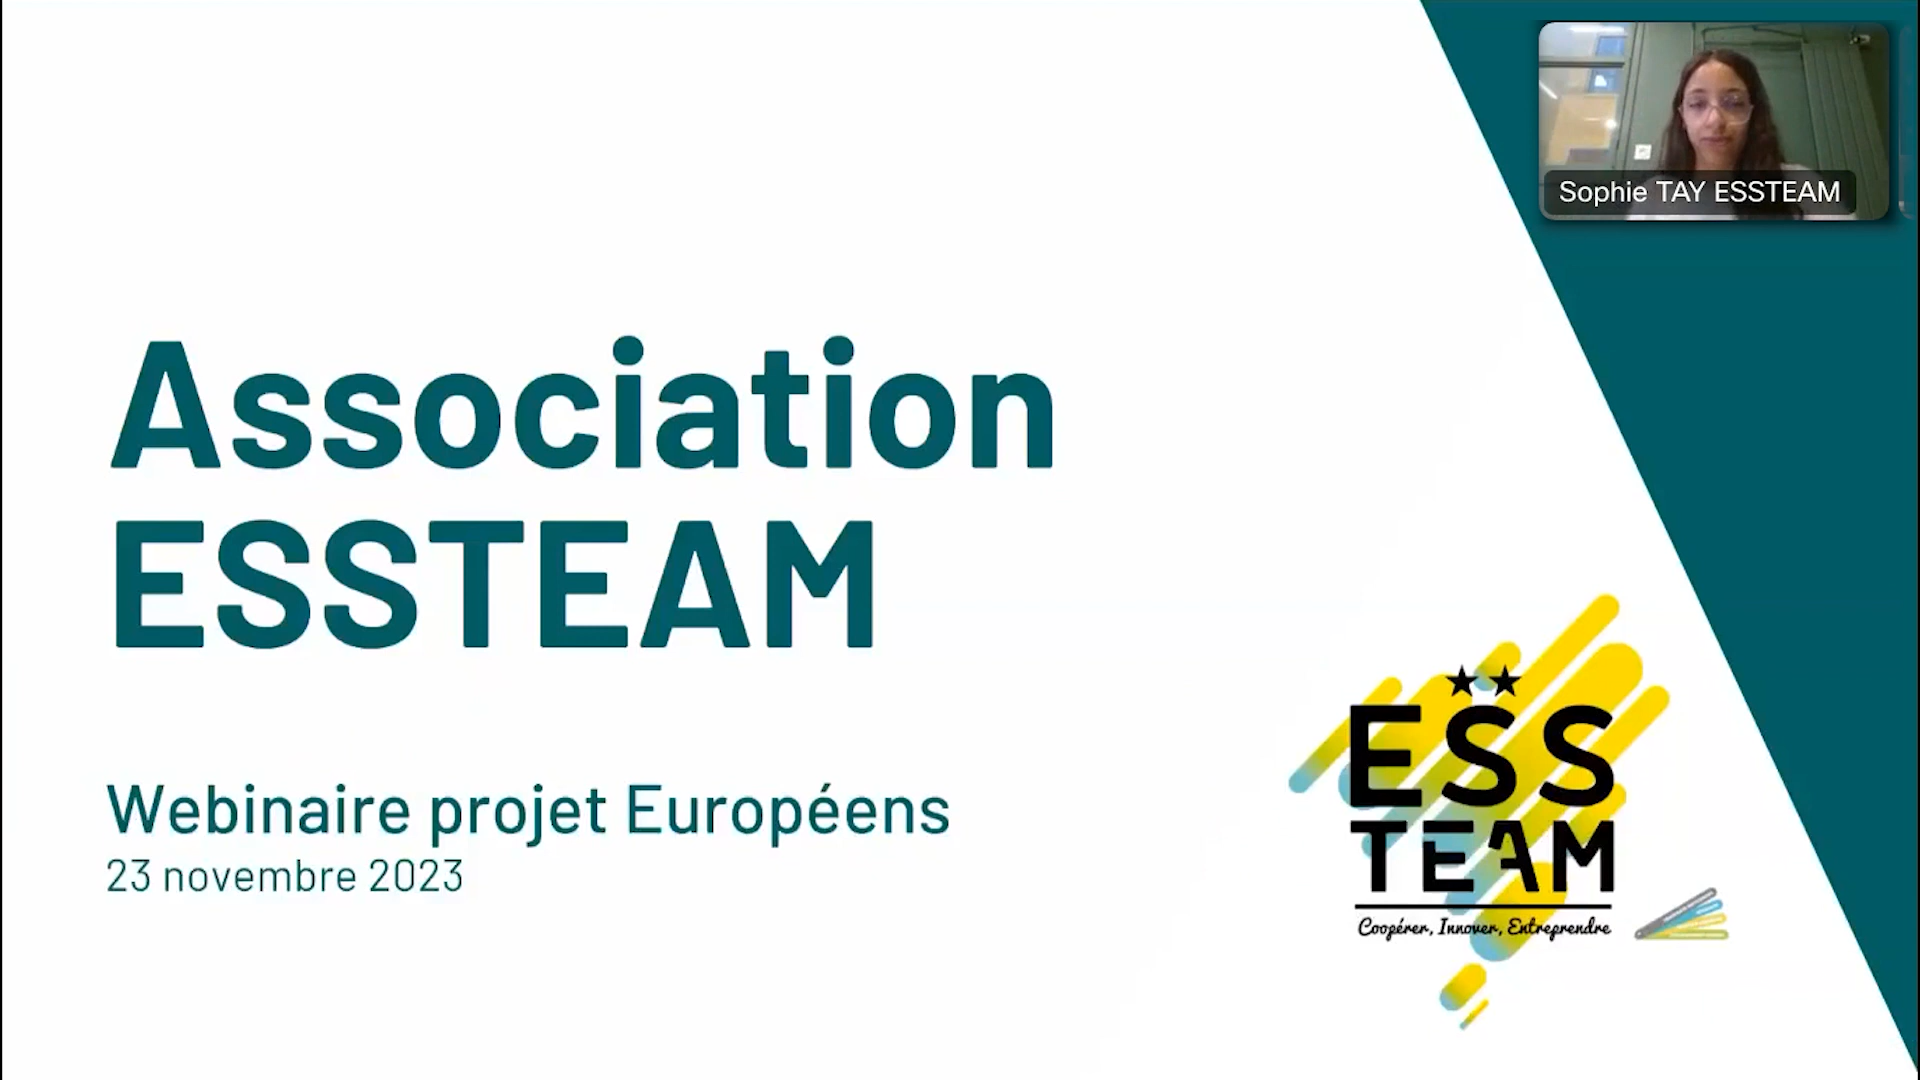 Sophie TAY ESSTEAM
Association
ESSTEAM
Webinaire projet Européens
23 novembre 2023
ESS
TEAM
Coopérer, Innover, Entreprendre